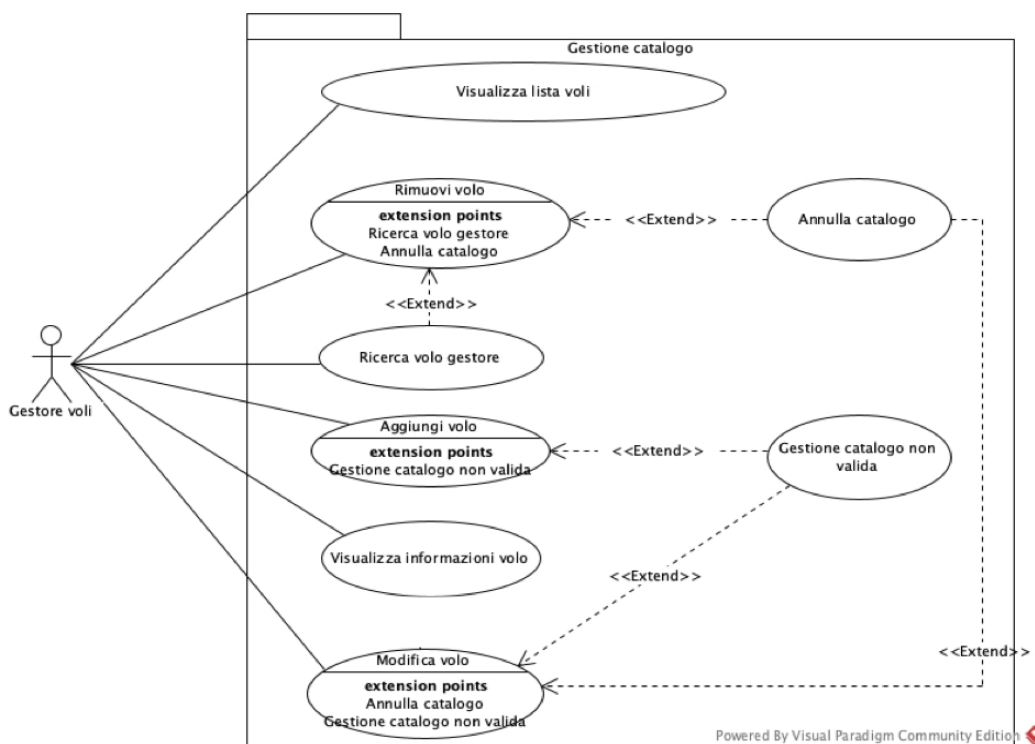 Gestione catalogo
Visualizza lista voli
Rimuovi volo
extension points
Ricerca volo gestore
Annulla catalogo
<<Extend>>
Annulla catalogo
<<Extend>>
Ricerca volo gestore
Gestore voli
Aggiungi volo
extension points
Gestione catalogo non valida
<<Extend>>
Gestione catalogo non
valida
Visualizza informazioni volo
<<Extend>>
<<Extend>>
Modifica volo
extension points
Annulla catalogo
Gestione catalogo non valida
Powered By Visual Paradigm Community Edition